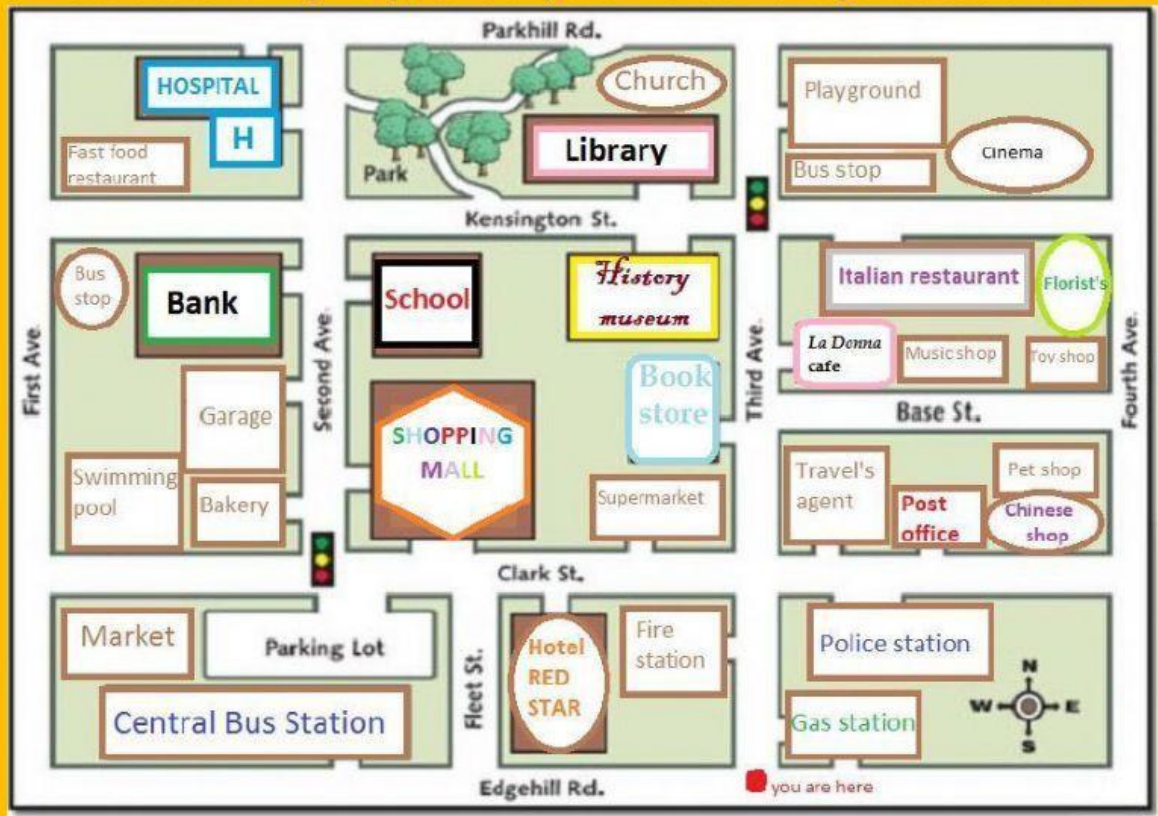 Parkhill Rd.
HOSPITAL
H
Fast food
restaurant
Park
Church
Library
Playground
Bus stop
Cinema
Kensington St.
Bus
stop
Bank
School
History
museum
Italian restaurant
Florist's
La Donna
cafe
Music shop
Toy shop
First Ave.
Second Ave.
Third Ave.
Fourth Ave.
Garage
Swimming
pool
Bakery
SHOPPING
MALL
Book
store
Supermarket
Base St.
Travel's
agent
Post
office
Pet shop
Chinese
shop
Clark St.
Market
Parking Lot
Central Bus Station
Fleet St.
Hotel
RED
STAR
Fire
station
Police station
Gas station
N
W
E
S
Edgehill Rd.
you are here